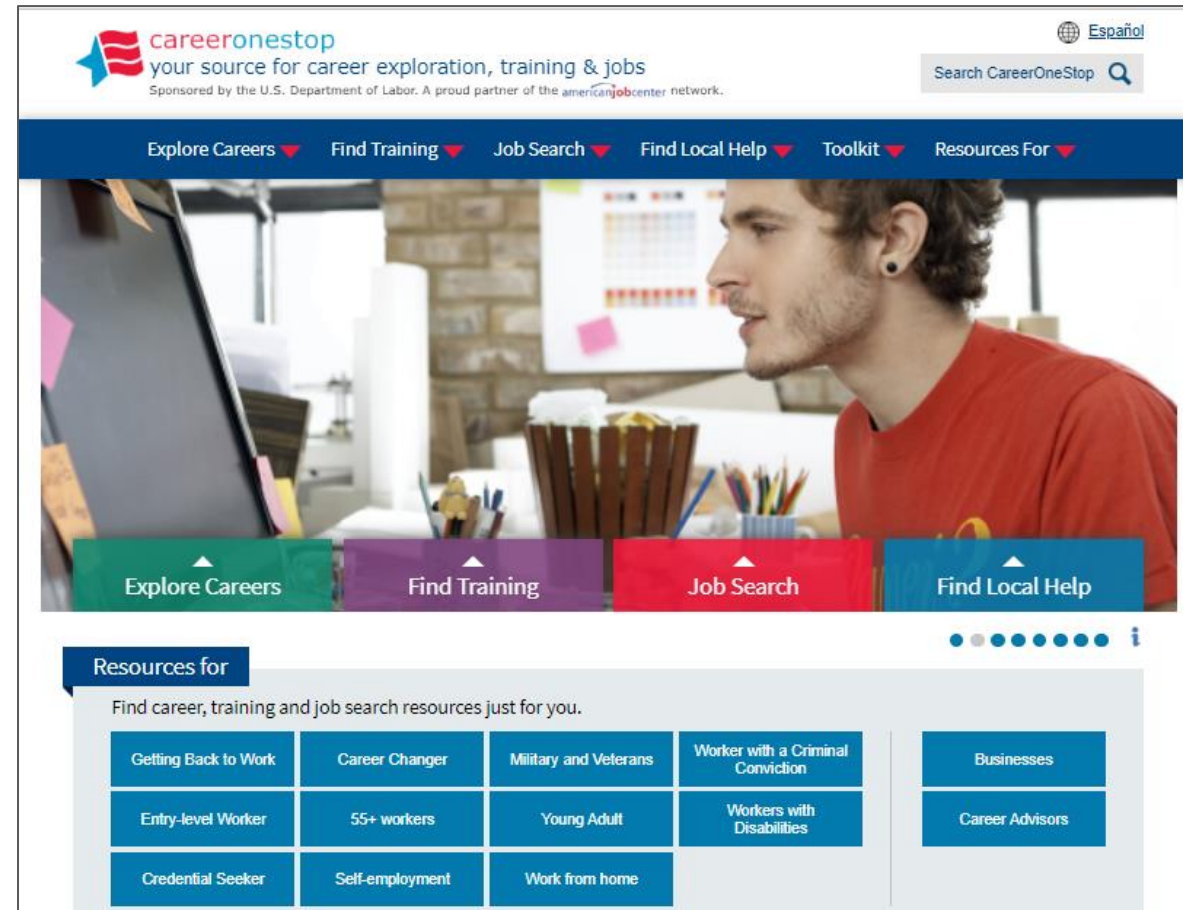 careeronestop
your source for career exploration, training & jobs
Sponsored by the U.S. Department of Labor. A proud partner of the americanjobcenter network.
Español
Search CareerOneStop
Explore Careers Find Training Job Search Find Local Help Toolkit Resources For
Explore Careers Find Training Job Search Find Local Help
i
Resources for
Find career, training and job search resources just for you.
Getting Back to Work
Career Changer
Military and Veterans
Worker with a Criminal
Conviction
Businesses
Entry-level Worker
55+ workers
Young Adult
Workers with
Disabilities
Career Advisors
Credential Seeker
Self-employment
Work from home